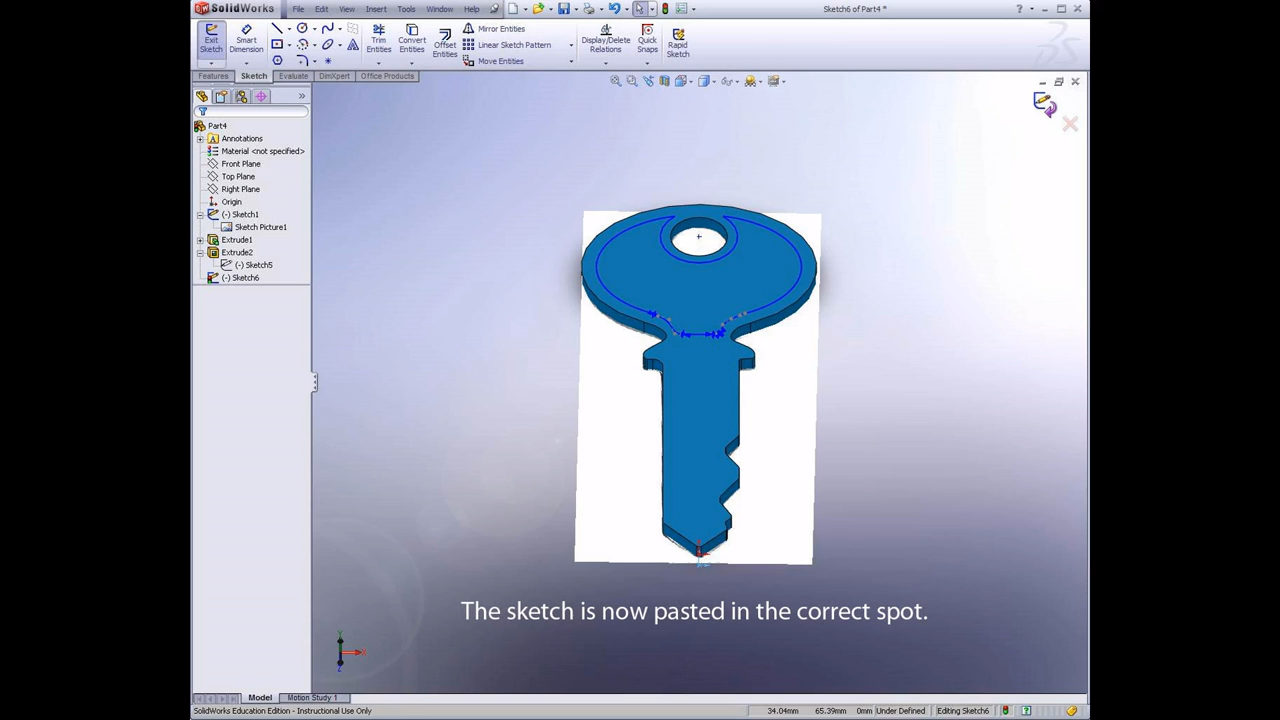 SolidWorks File Edit View Insert Tools Window Help Sketch6 of Part4 *
Exit Sketch
Smart Dimension
Trim Entities
Convert Entities
Offset Entities
Mirror Entities
Linear Sketch Pattern
Move Entities
Display/Delete Relations
Quick Snaps
Rapid Sketch
Features Sketch Evaluate DimXpert Office Products
Part4
Annotations
Material <not specified>
Front Plane
Top Plane
Right Plane
Origin
(-) Sketch1
Sketch Picture1
Extrude1
Extrude2
(-) Sketch5
(-) Sketch6
The sketch is now pasted in the correct spot.
Model Motion Study 1
SolidWorks Education Edition - Instructional Use Only 34.04mm 65.39mm 0mm Under Defined Editing Sketch6